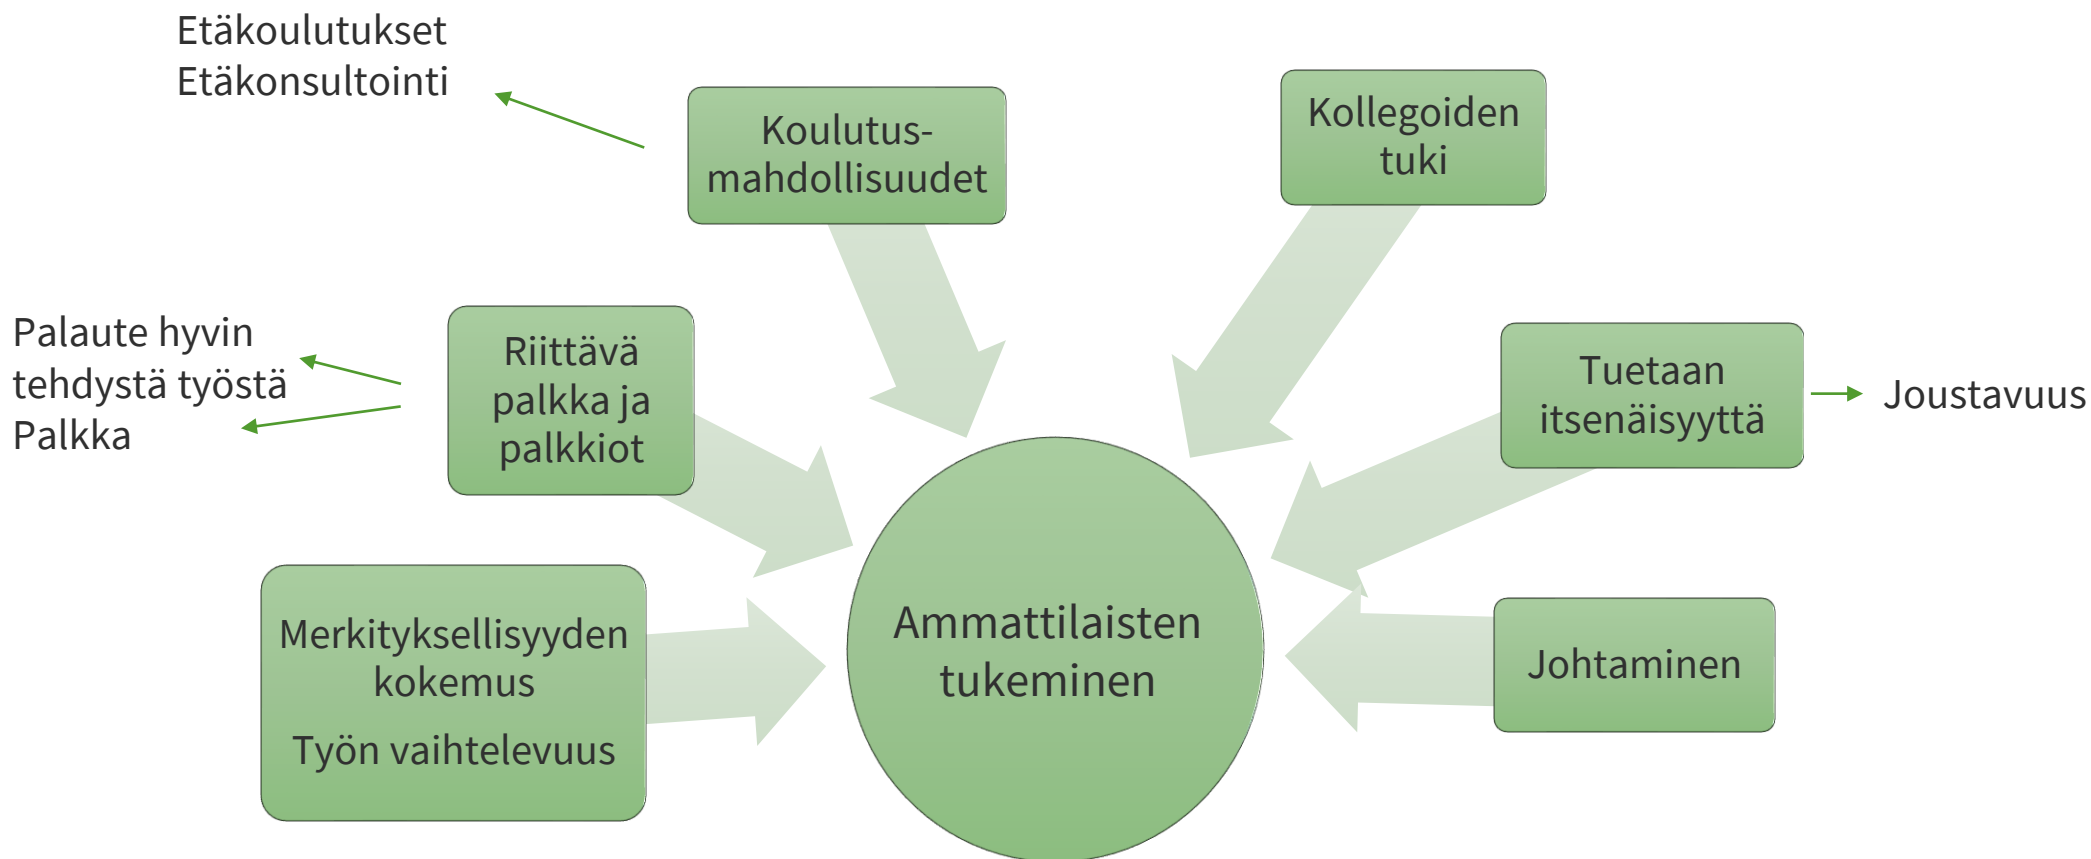 Etäkoulutukset
Etäkonsultointi
Koulutus-
mahdollisuudet
Kollegoiden
tuki
Palaute hyvin
tehdystä työstä
Palkka
Riittävä
palkka ja
palkkiot
Tuetaan
itsenäisyyttä
Joustavuus
Merkityksellisyyden
kokemus
Työn vaihtelevuus
Ammattilaisten
tukeminen
Johtaminen